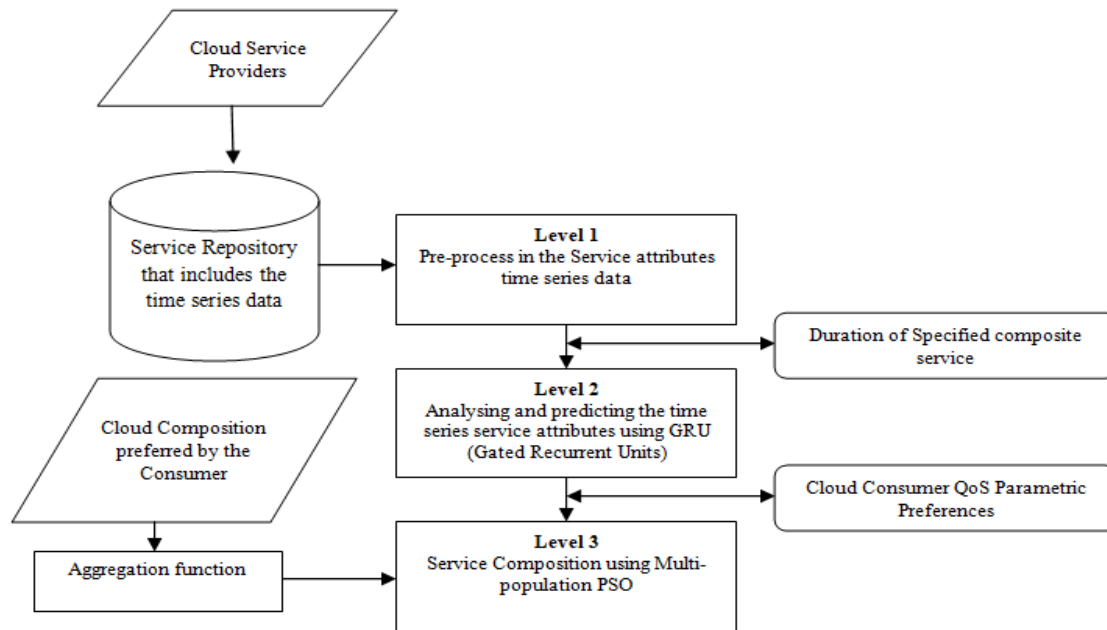 Cloud Service
Providers
Service Repository
that includes the
time series data
Level 1
Pre-process in the Service attributes
time series data
Duration of Specified composite
service
Level 2
Analysing and predicting the time
series service attributes using GRU
(Gated Recurrent Units)
Cloud Composition
preferred by the
Consumer
Cloud Consumer QoS Parametric
Preferences
Level 3
Service Composition using Multi-
population PSO
Aggregation function